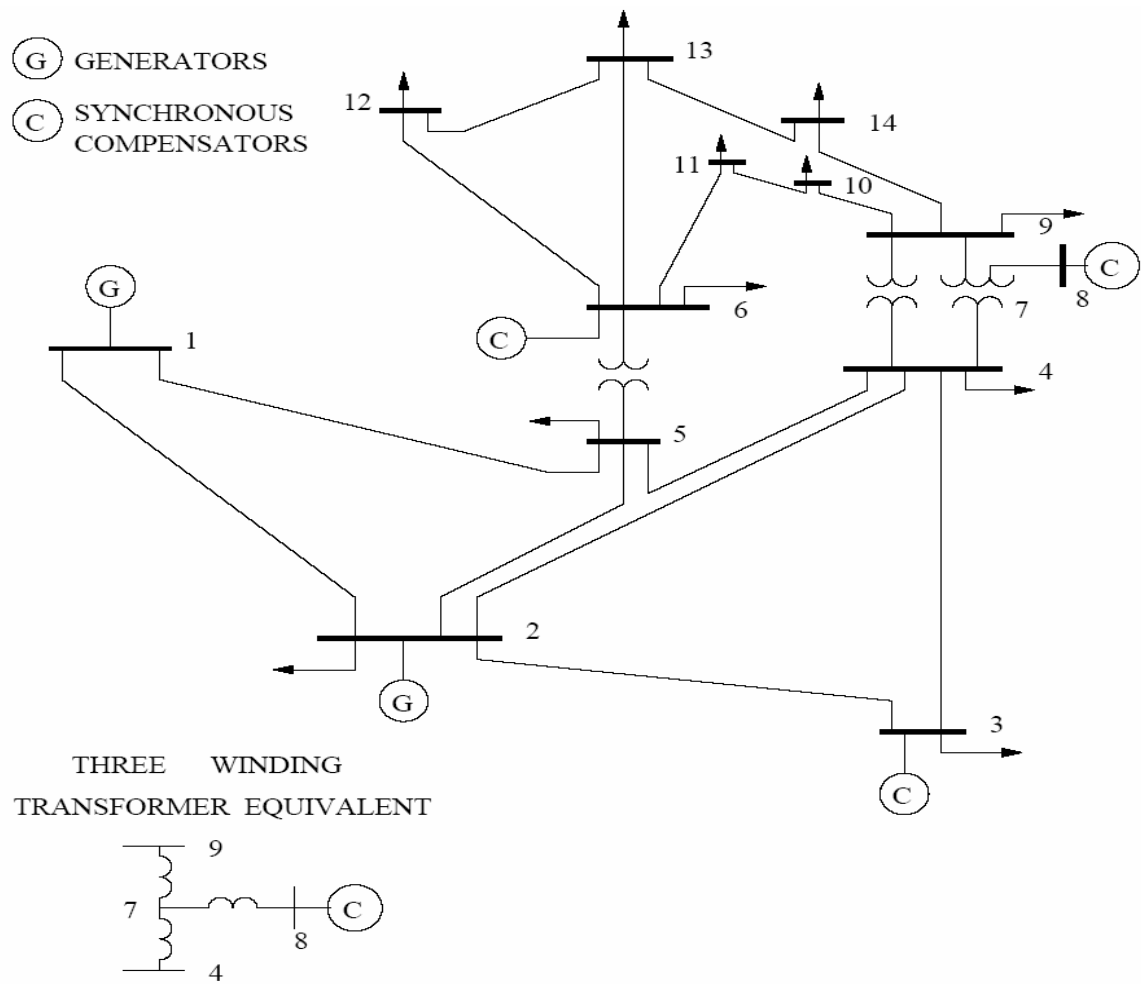 G GENERATORS
C SYNCHRONOUS
COMPENSATORS
13
12
14
11
10
9
C
8
7
G
1
6
C
4
5
2
G
3
C
THREE WINDING
TRANSFORMER EQUIVALENT
9
7
C
8
4